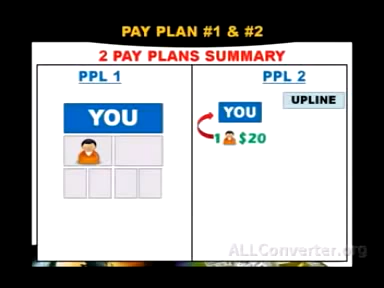 PAY PLAN #1 & #2
2 PAY PLANS SUMMARY
PPL 1
YOU
PPL 2
UPLINE
YOU
1 $20
ALLConverter.org